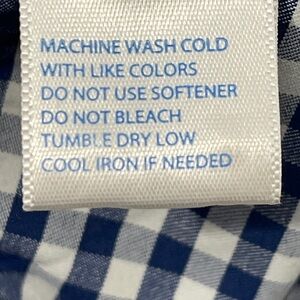 MACHINE WASH COLD
WITH LIKE COLORS
DO NOT USE SOFTENER
DO NOT BLEACH
TUMBLE DRY LOW
COOL IRON IF NEEDED